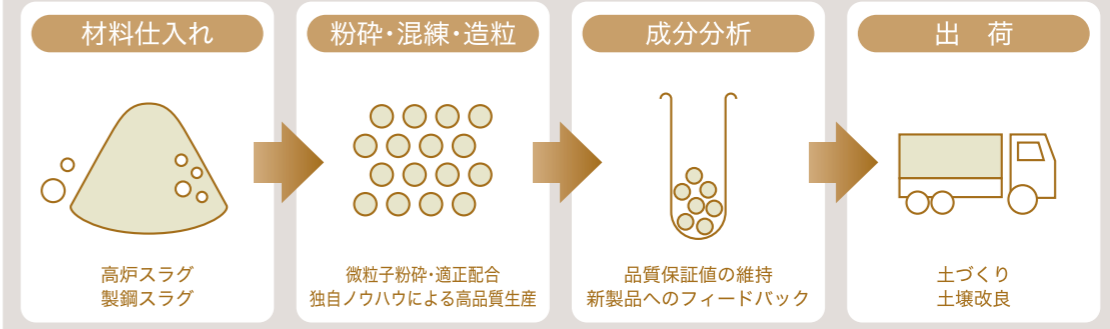 材料仕入れ
高炉スラグ
製鋼スラグ
粉砕・混練・造粒
微粒子粉砕・適正配合
独自ノウハウによる高品質生産
成分分析
品質保証値の維持
新製品へのフィードバック
出　荷
土づくり
土壌改良